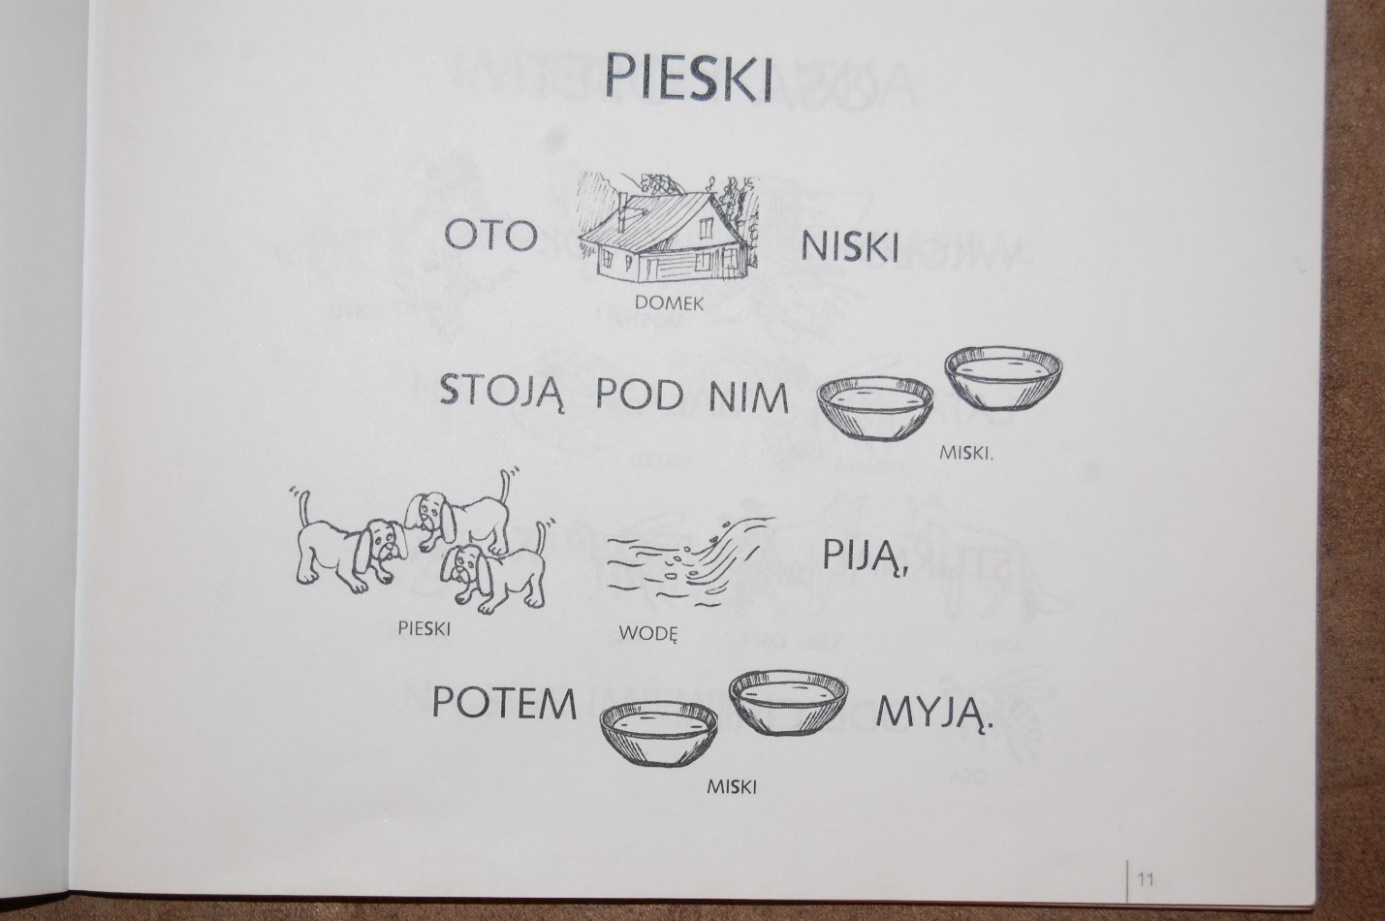 PIESKI
OTO NISKI
DOMEK
STOJĄ POD NIM
MISKI.
PIJĄ,
PIESKI WODĘ
POTEM MYJĄ.
MISKI
11